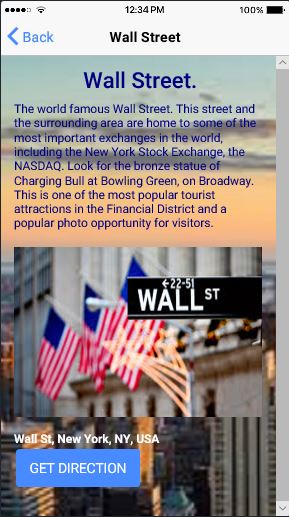 12:34 PM
100%
Back
Wall Street
Wall Street.
The world famous Wall Street. This street and
the surrounding area are home to some of the
most important exchanges in the world,
including the New York Stock Exchange, the
NASDAQ. Look for the bronze statue of
Charging Bull at Bowling Green, on Broadway.
This is one of the most popular tourist
attractions in the Financial District and a
popular photo opportunity for visitors.
←22-51
WALL ST
Wall St, New York, NY, USA
GET DIRECTION